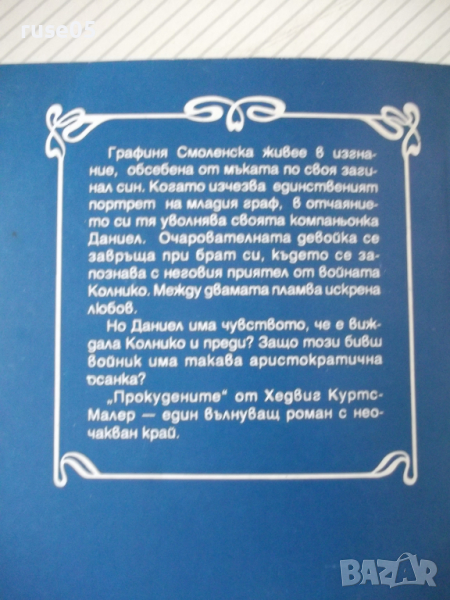 ruse08
Графиня Смоленска живее в изгна-
ние, обсебена от мъката по своя заги-
нал син. Когато изчезва единственият
портрет на младия граф, в отчаяние-
то си тя уволнява своята компаньонка
Даниел. Очарователната девойка се
завръща при брат си, където се за-
познава с неговия приятел от войната
Колнико. Между двамата пламва искрена
любов.
Но Даниел има чувството, че е виж-
дала Колнико и преди? Защо този бивш
войник има такава аристократична
осанка?
„Прокудените“ от Хедвиг Куртс-
Малер — един вълнуващ роман с нео-
чакван край.
BAZAR